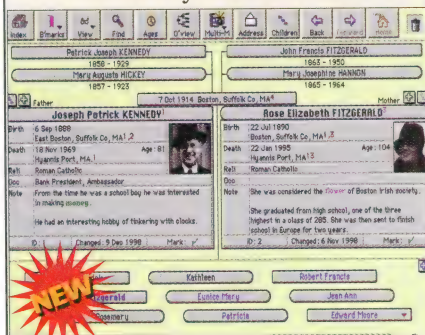 Index B'marks View Find Ages O'view Multi-M Address Children Back Forward Home
Patrick Joseph KENNEDY
1858 - 1929
Mary Augusta HICKEY
1857 - 1923
John Francis FITZGERALD
1863 - 1950
Mary Josephine HANNON
1865 - 1964
Father
7 Oct 1914 Boston, Suffolk Co, MA
Mother
Joseph Patrick KENNEDY
Birth 6 Sep 1888
East Boston, Suffolk Co, MA1,2
Death 18 Nov 1969 Age: 81
Hyannis Port, MA.1
Reli Roman Catholic
Occ Bank President, Ambassador
Note From the time he was a school boy he was interested
in making money.
He had an interesting hobby of tinkering with clocks.
ID: 1 Changed: 9 Dec 1998 Mark: ✓
Rose Elizabeth FITZGERALD
Birth 22 Jul 1890
Boston, Suffolk Co, MA1,3
Death 22 Jan 1995 Age: 104
Hyannis Port, MA13
Reli Roman Catholic
Occ
Note She was considered the flower of Boston Irish society.
She graduated from high school, one of the three
highest in a class of 285. She was then sent to finish
school in Europe for two years.
ID: 2 Changed: 6 Nov 1998 Mark: ✓
Kathleen Robert Francis
Fitzgerald Eunice Mary Jean Ann
Rosemary Patricia Edward Moore
NEW